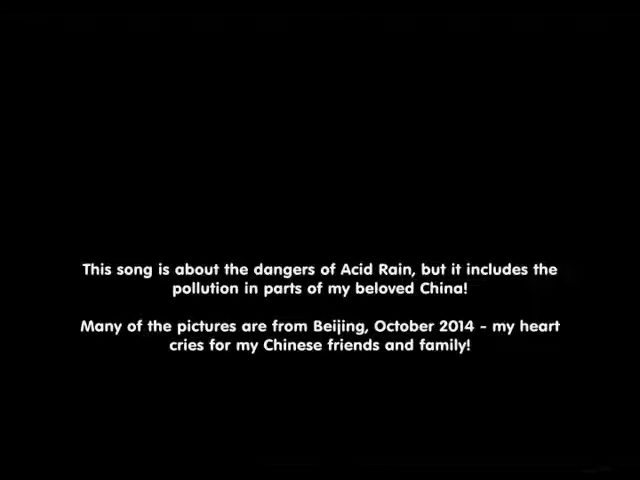 This song is about the dangers of Acid Rain, but it includes the
pollution in parts of my beloved China!
Many of the pictures are from Beijing, October 2014 - my heart
cries for my Chinese friends and family!